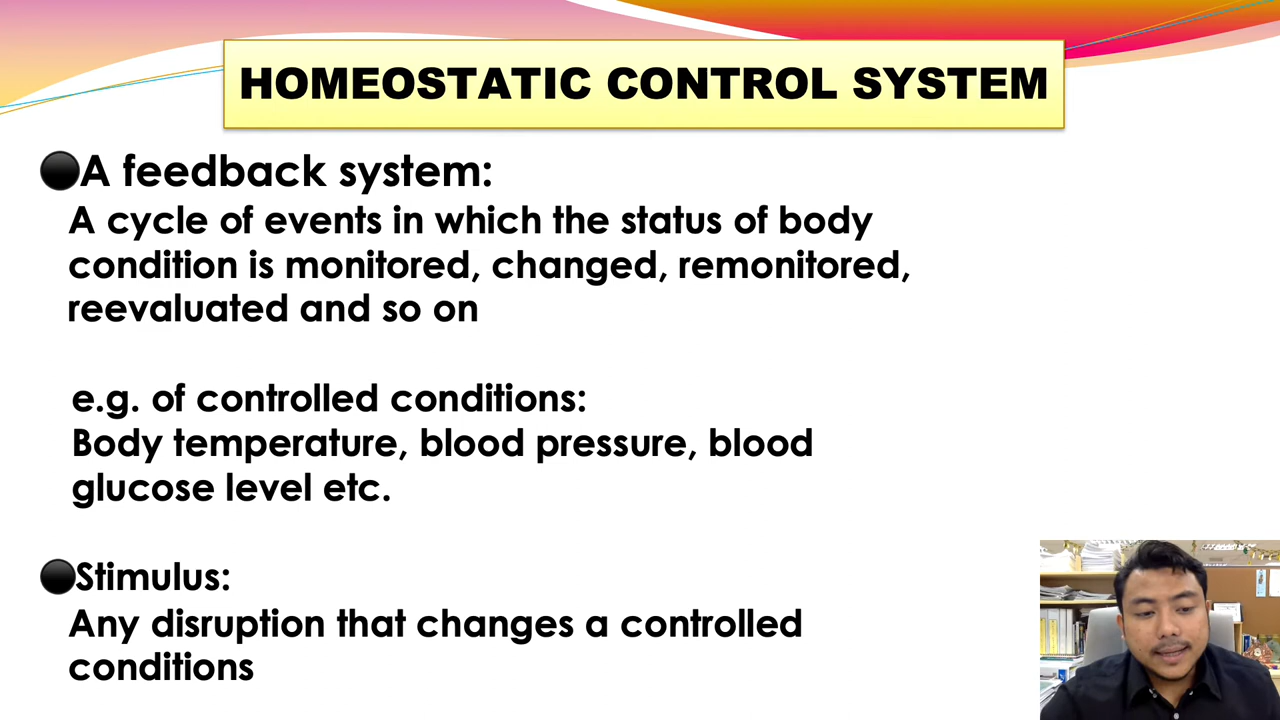 HOMEOSTATIC CONTROL SYSTEM
A feedback system:
A cycle of events in which the status of body
condition is monitored, changed, remonitored,
reevaluated and so on
e.g. of controlled conditions:
Body temperature, blood pressure, blood
glucose level etc.
Stimulus:
Any disruption that changes a controlled
conditions